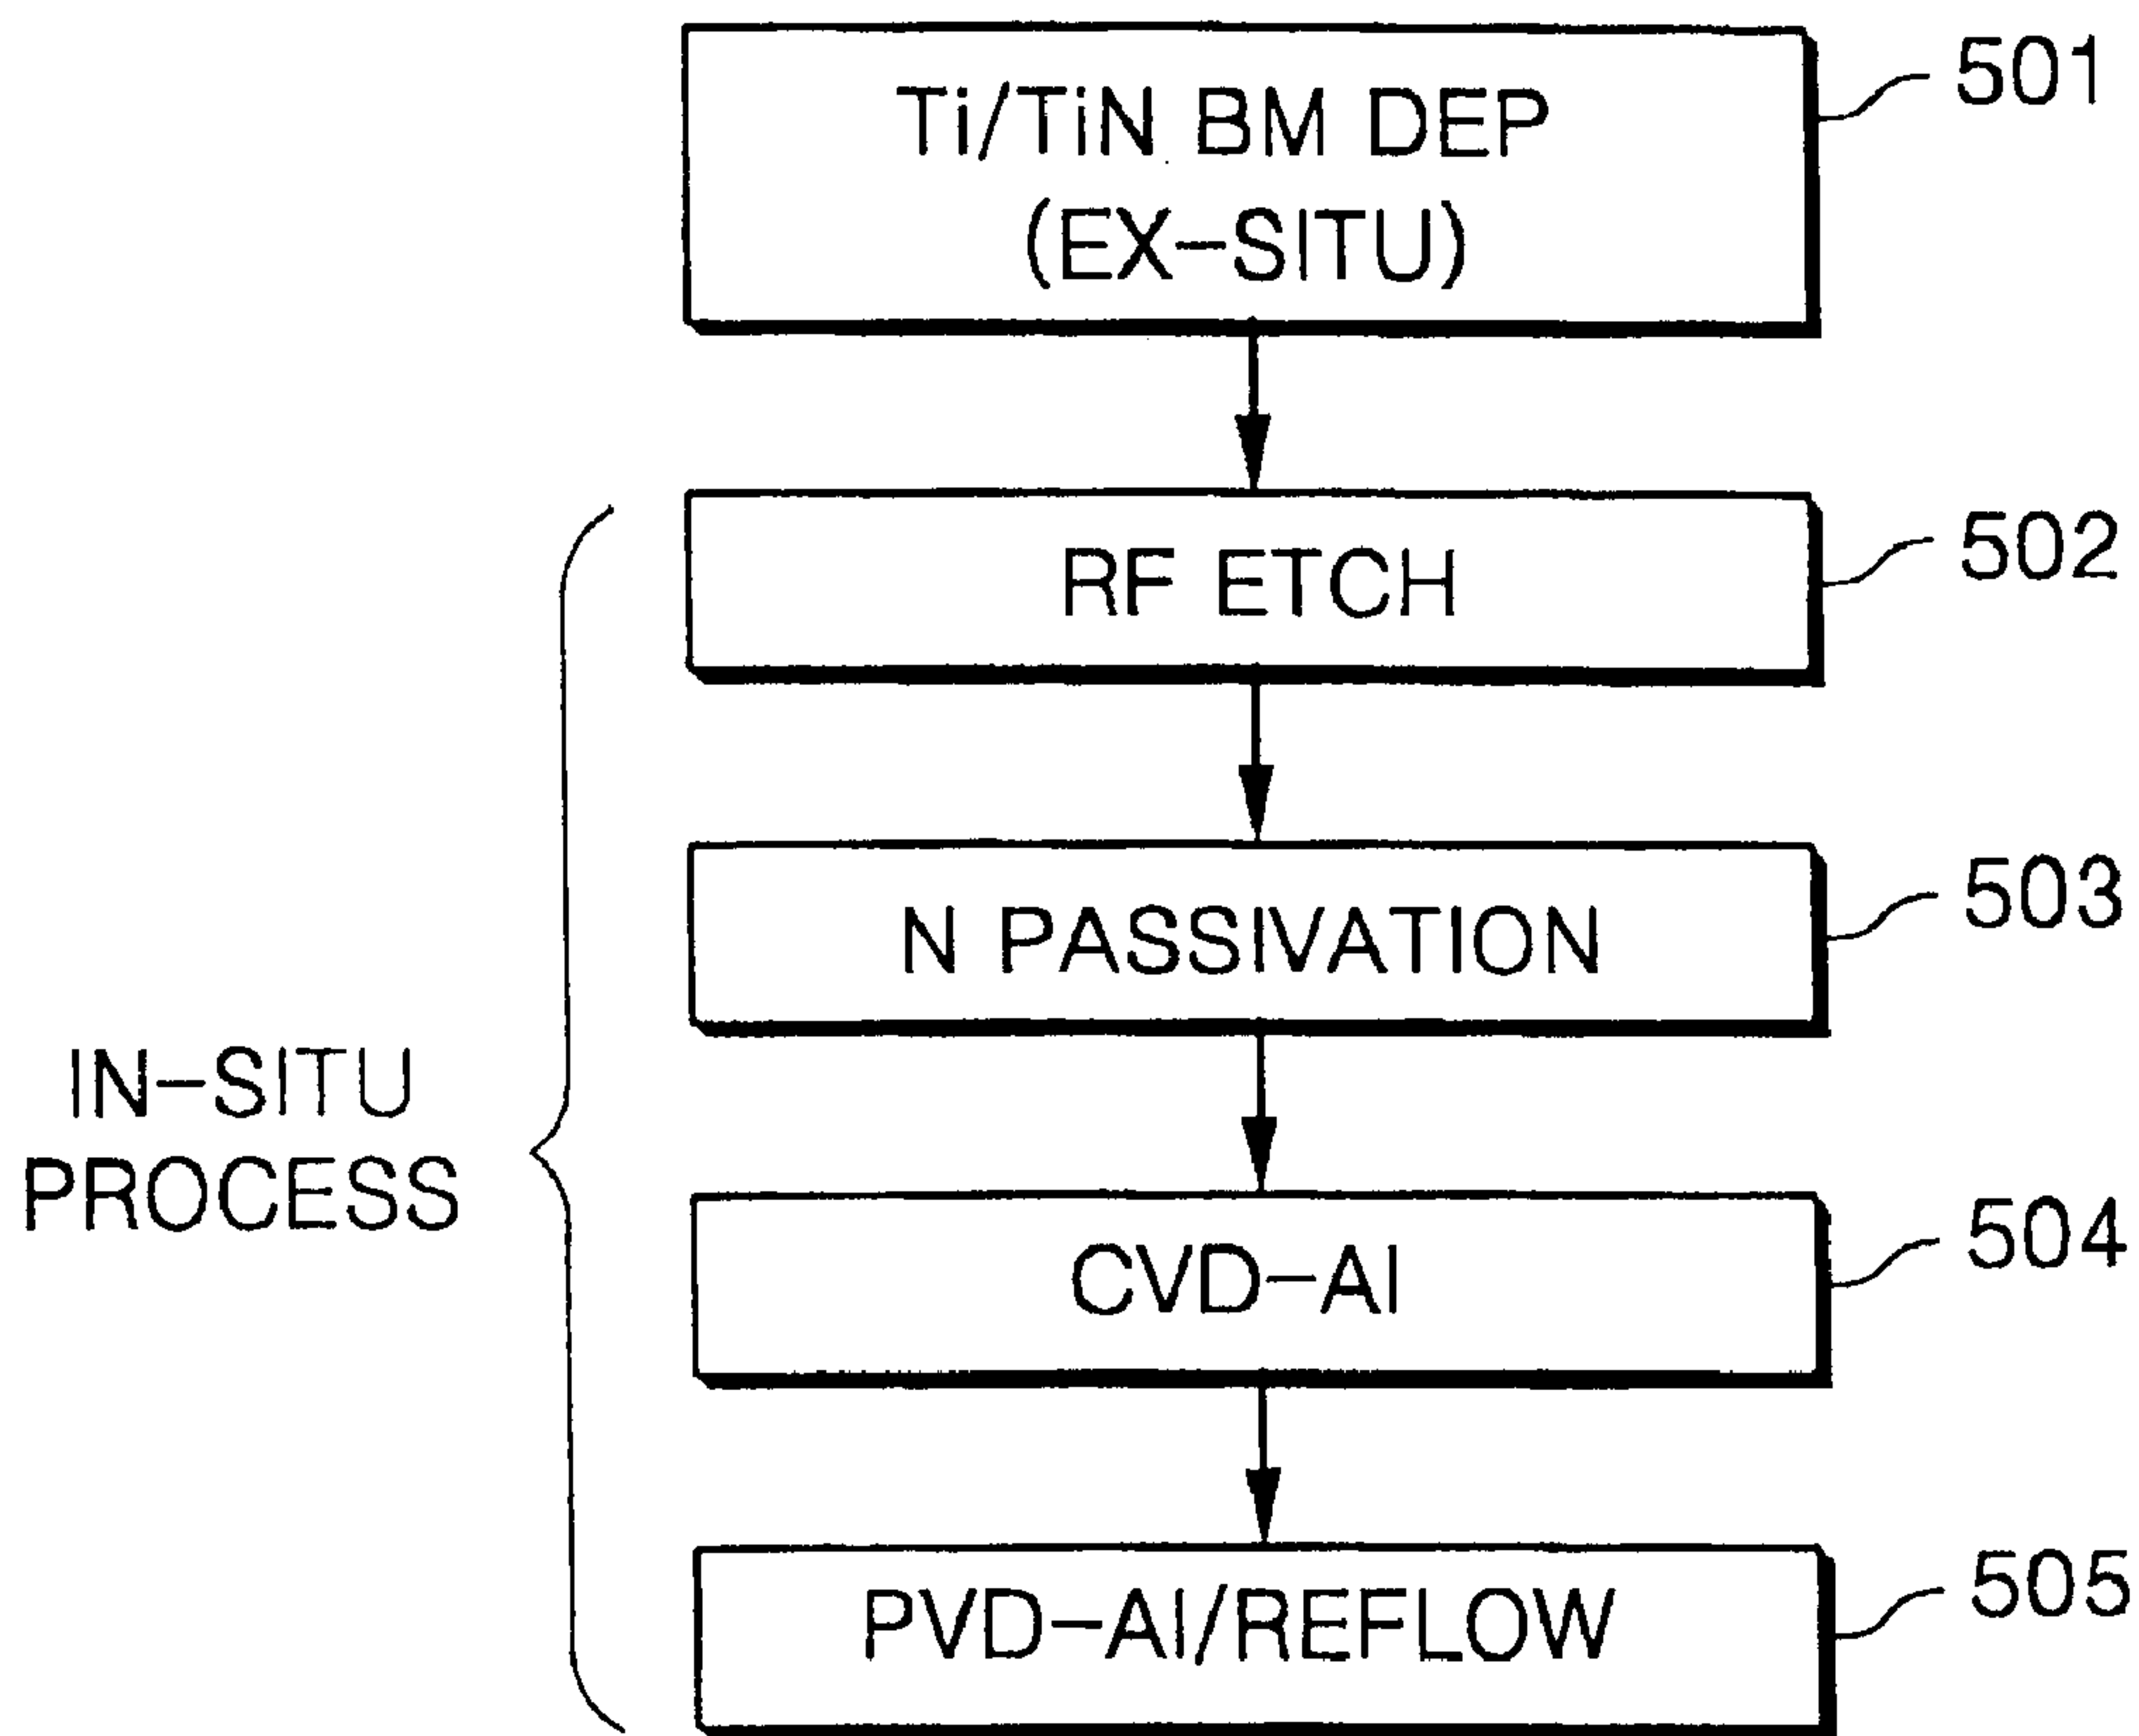 Ti/TiN BM DEP
(EX-SITU)
501
RF ETCH
502
N PASSIVATION
503
IN-SITU
PROCESS
CVD-Al
504
PVD-Al/REFLOW
505